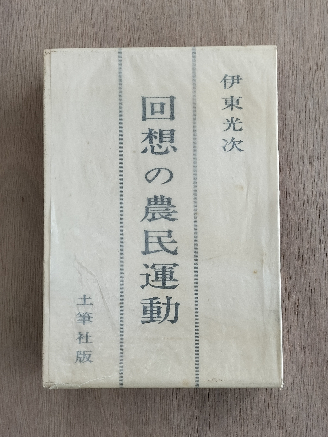 伊東光次
回想の農民運動
土筆社版